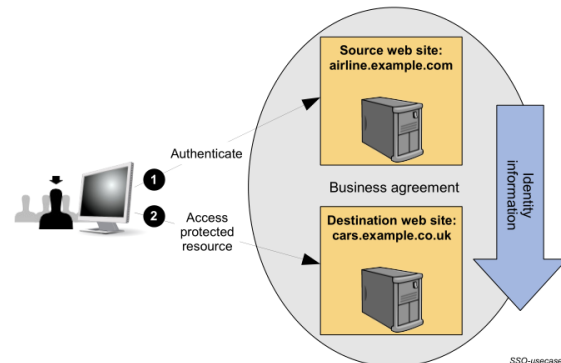 Source web site:
airline.example.com
1
Authenticate
2
Access
protected
resource
Business agreement
Destination web site:
cars.example.co.uk
Identity
information
SSO-usecase